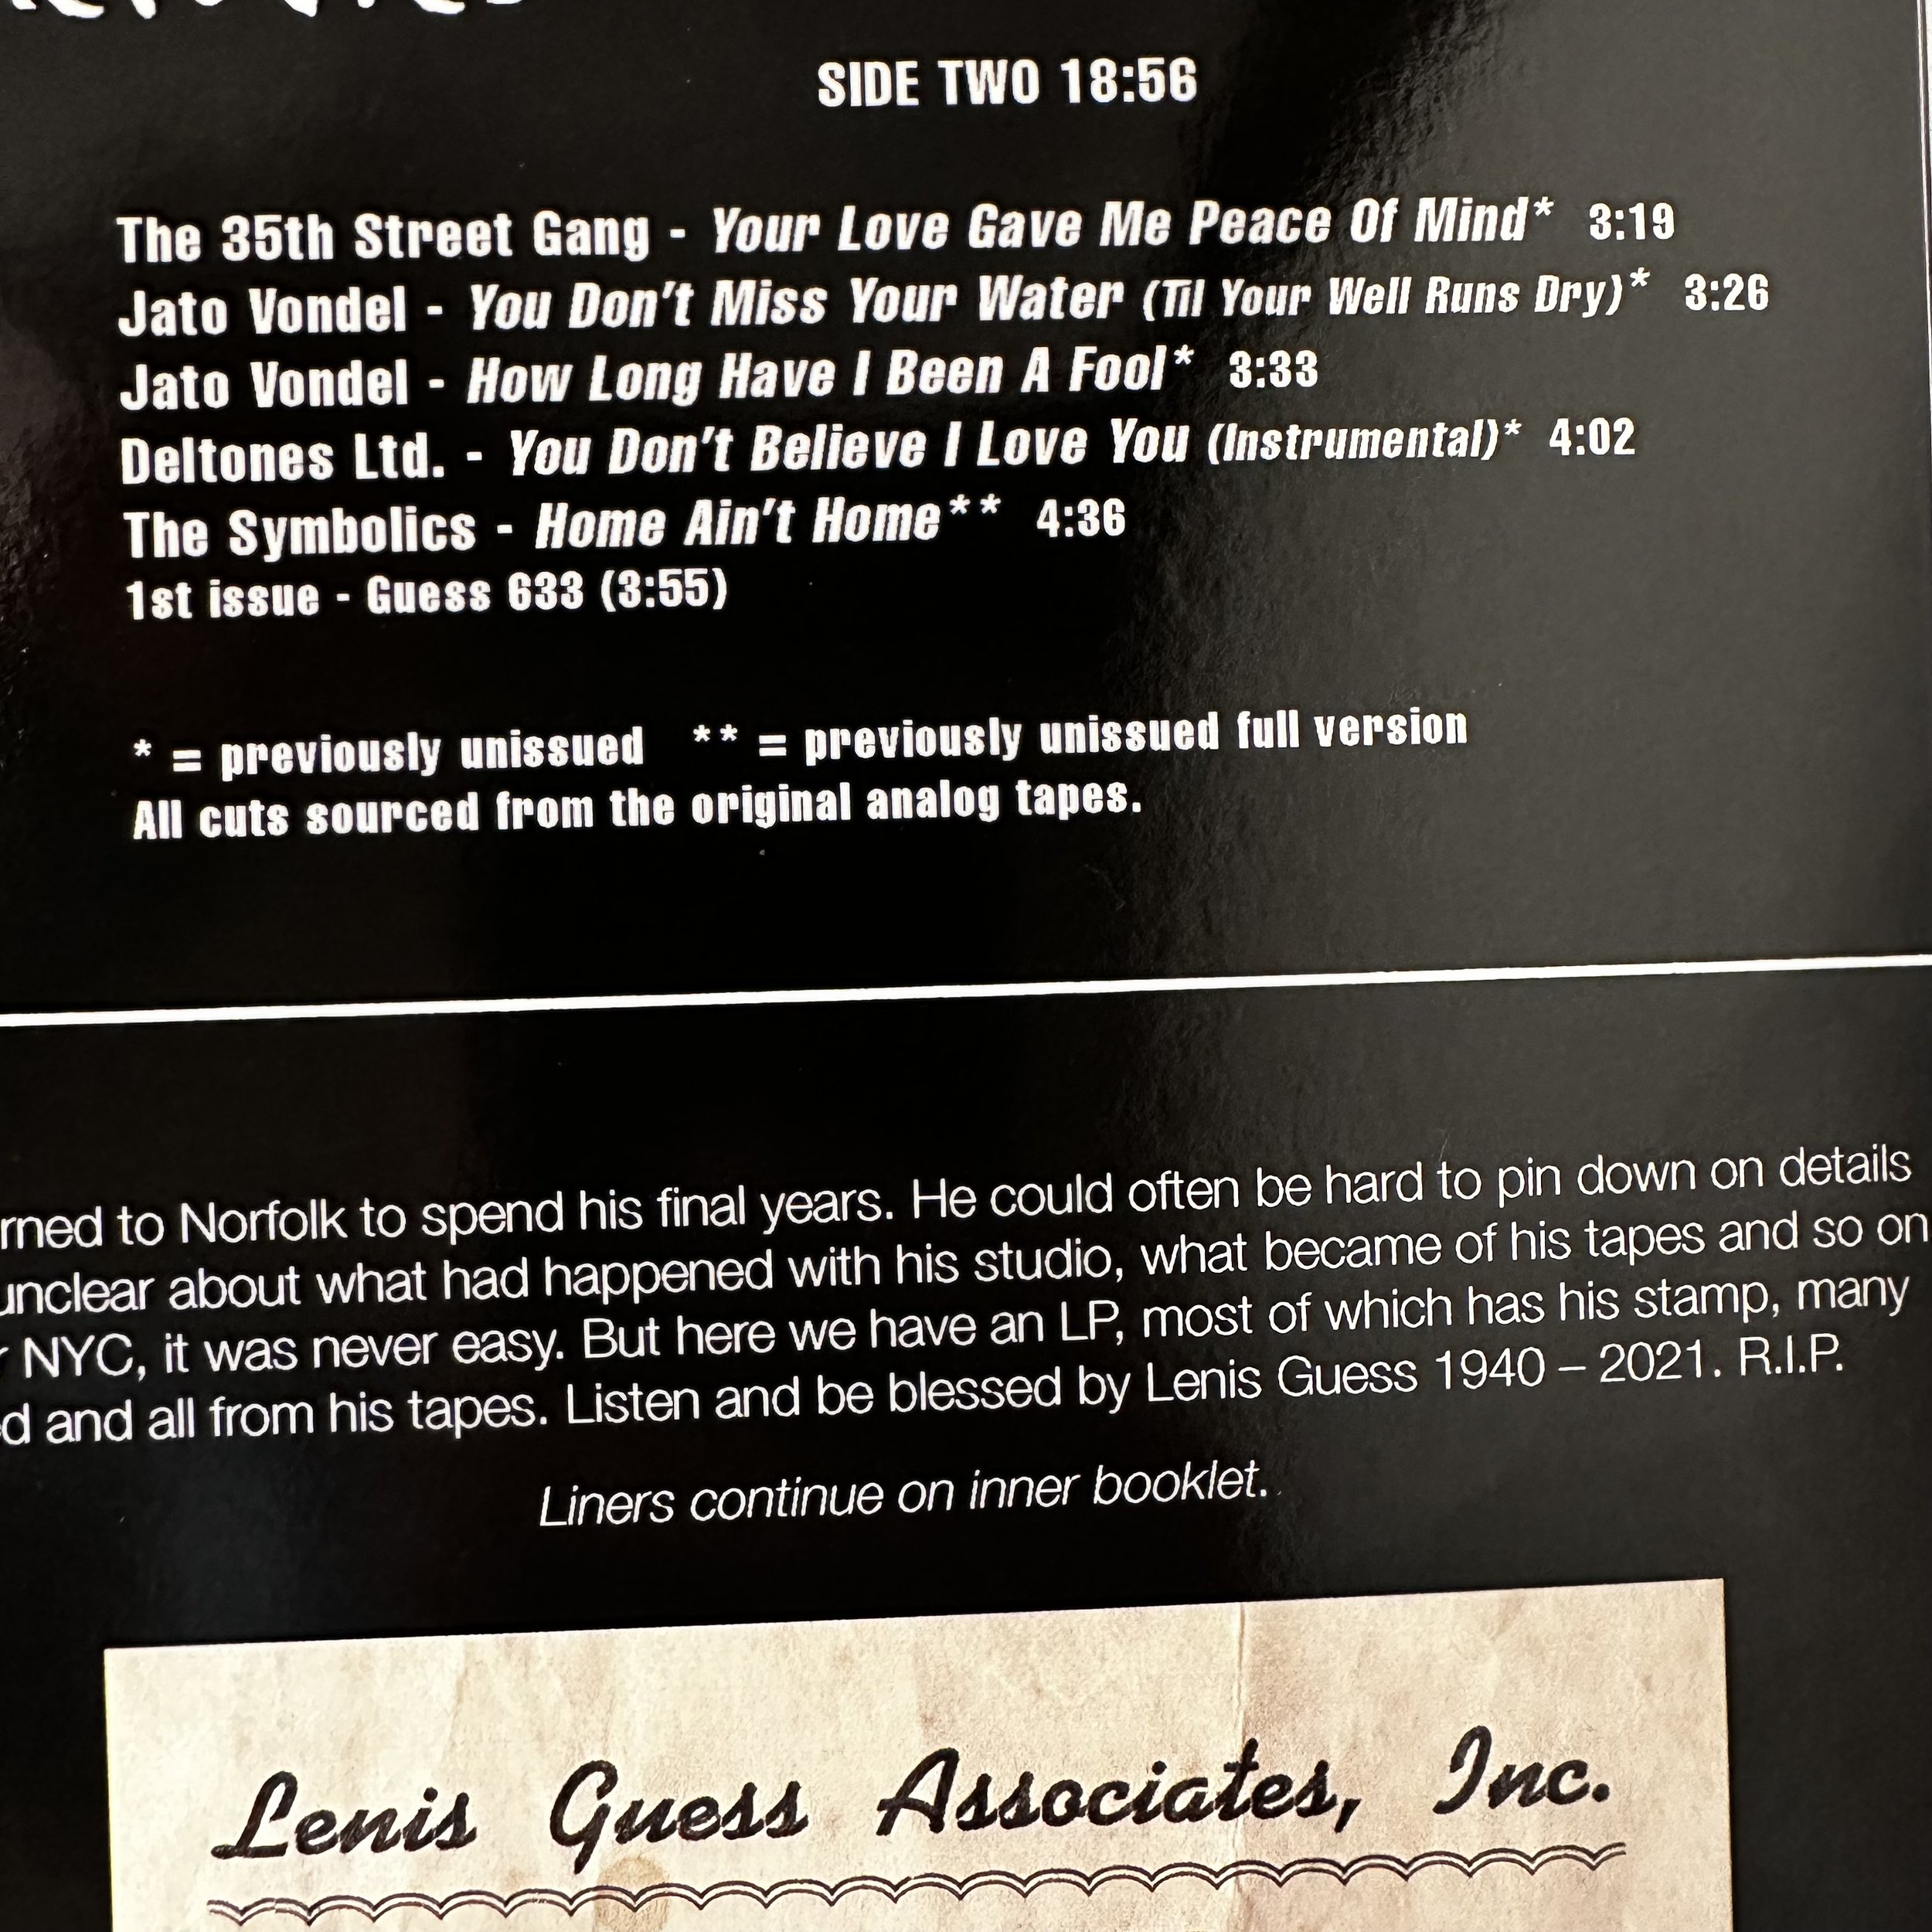 SIDE TWO 18:56
The 35th Street Gang - Your Love Gave Me Peace Of Mind* 3:19
Jato Vondel - You Don't Miss Your Water (Til Your Well Runs Dry)* 3:26
Jato Vondel - How Long Have I Been A Fool* 3:33
Deltones Ltd. - You Don't Believe I Love You (Instrumental)* 4:02
The Symbolics - Home Ain't Home** 4:36
1st issue - Guess 633 (3:55)
* = previously unissued ** = previously unissued full version
All cuts sourced from the original analog tapes.
to Norfolk to spend his final years. He could often be hard to pin down on details
unclear about what had happened with his studio, what became of his tapes and so on
NYC, it was never easy. But here we have an LP, most of which has his stamp, many
and all from his tapes. Listen and be blessed by Lenis Guess 1940 – 2021. R.I.P.
Liners continue on inner booklet.
Lenis Guess Associates, Inc.